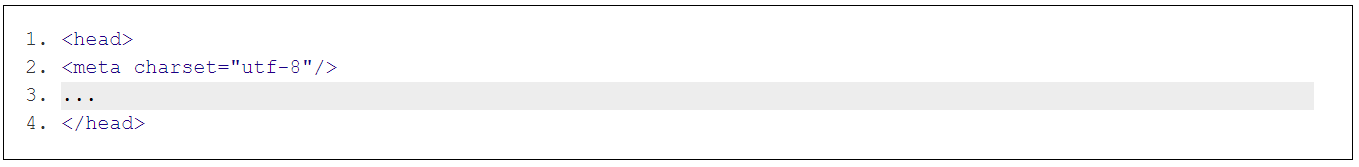 1. <head>
2. <meta charset="utf-8"/>
3. ...
4. </head>